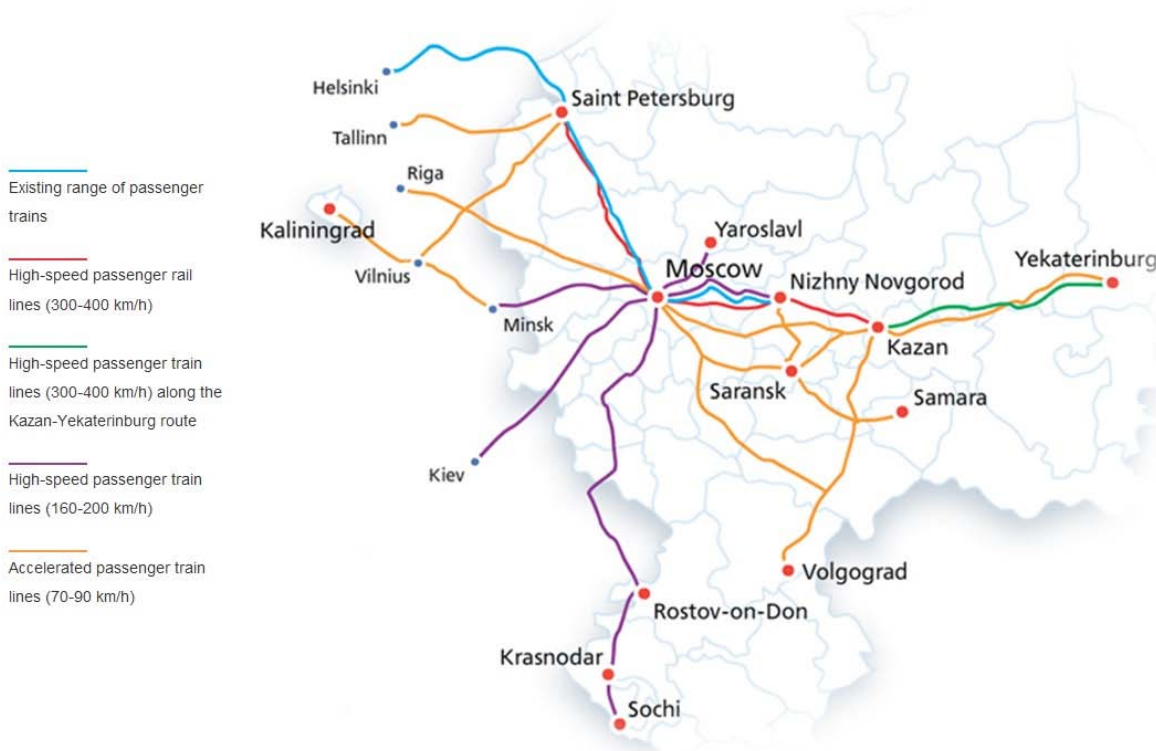 Existing range of passenger
trains
High-speed passenger rail
lines (300-400 km/h)
High-speed passenger train
lines (300-400 km/h) along the
Kazan-Yekaterinburg route
High-speed passenger train
lines (160-200 km/h)
Accelerated passenger train
lines (70-90 km/h)
Helsinki
Saint Petersburg
Tallinn
Riga
Kaliningrad
Vilnius
Minsk
Yaroslavl
Moscow
Nizhny Novgorod
Yekaterinburg
Kazan
Saransk
Samara
Kiev
Volgograd
Rostov-on-Don
Krasnodar
Sochi